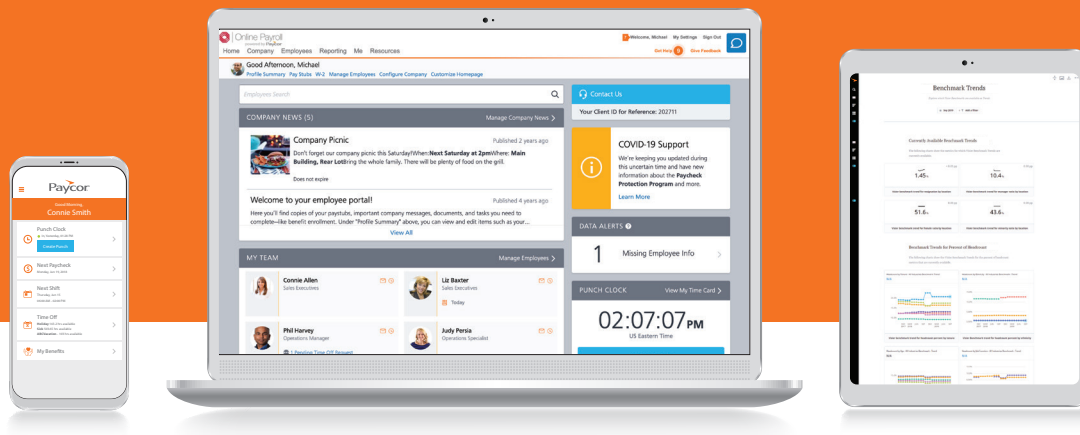 Paycor
Good Morning,
Connie Smith
Punch Clock
Create Punch
Next Paycheck
Next Shift
Time Off
My Benefits
Online Payroll
powered by Paycor
Welcome, Michael My Settings Sign Out
Home Company Employees Reporting Me Resources
Get Help Give Feedback
Good Afternoon, Michael
Profile Summary Pay Stubs W-2 Manage Employees Configure Company Customize Homepage
Employees Search
COMPANY NEWS (5)
Manage Company News
Company Picnic
Published 2 years ago
Don't forget our company picnic this Saturday!When:Next Saturday at 2pmWhere: Main
Building, Rear LotBring the whole family. There will be plenty of food on the grill.
Does not expire
Welcome to your employee portal!
Published 4 years ago
Here you'll find copies of your paystubs, important company messages, documents, and tasks you need to
complete—like benefit enrollment. Under "Profile Summary" above, you can view and edit items such as your...
View All
MY TEAM
Manage Employees
Connie Allen
Sales Executives
Liz Baxter
Sales Executives
Today
Phil Harvey
Operations Manager
1 Pending Time Off Request
Judy Persia
Operations Specialist
Contact Us
Your Client ID for Reference: 202711
COVID-19 Support
We're keeping you updated during
this uncertain time and have new
information about the Paycheck
Protection Program and more.
Learn More
DATA ALERTS
1 Missing Employee Info
PUNCH CLOCK
View My Time Card
02:07:07 PM
US Eastern Time
Benchmark Trends
Currently Available Benchmark Trends
1.45%
10.4%
51.6%
43.6%
Benchmark Trends for Percent of Headcount